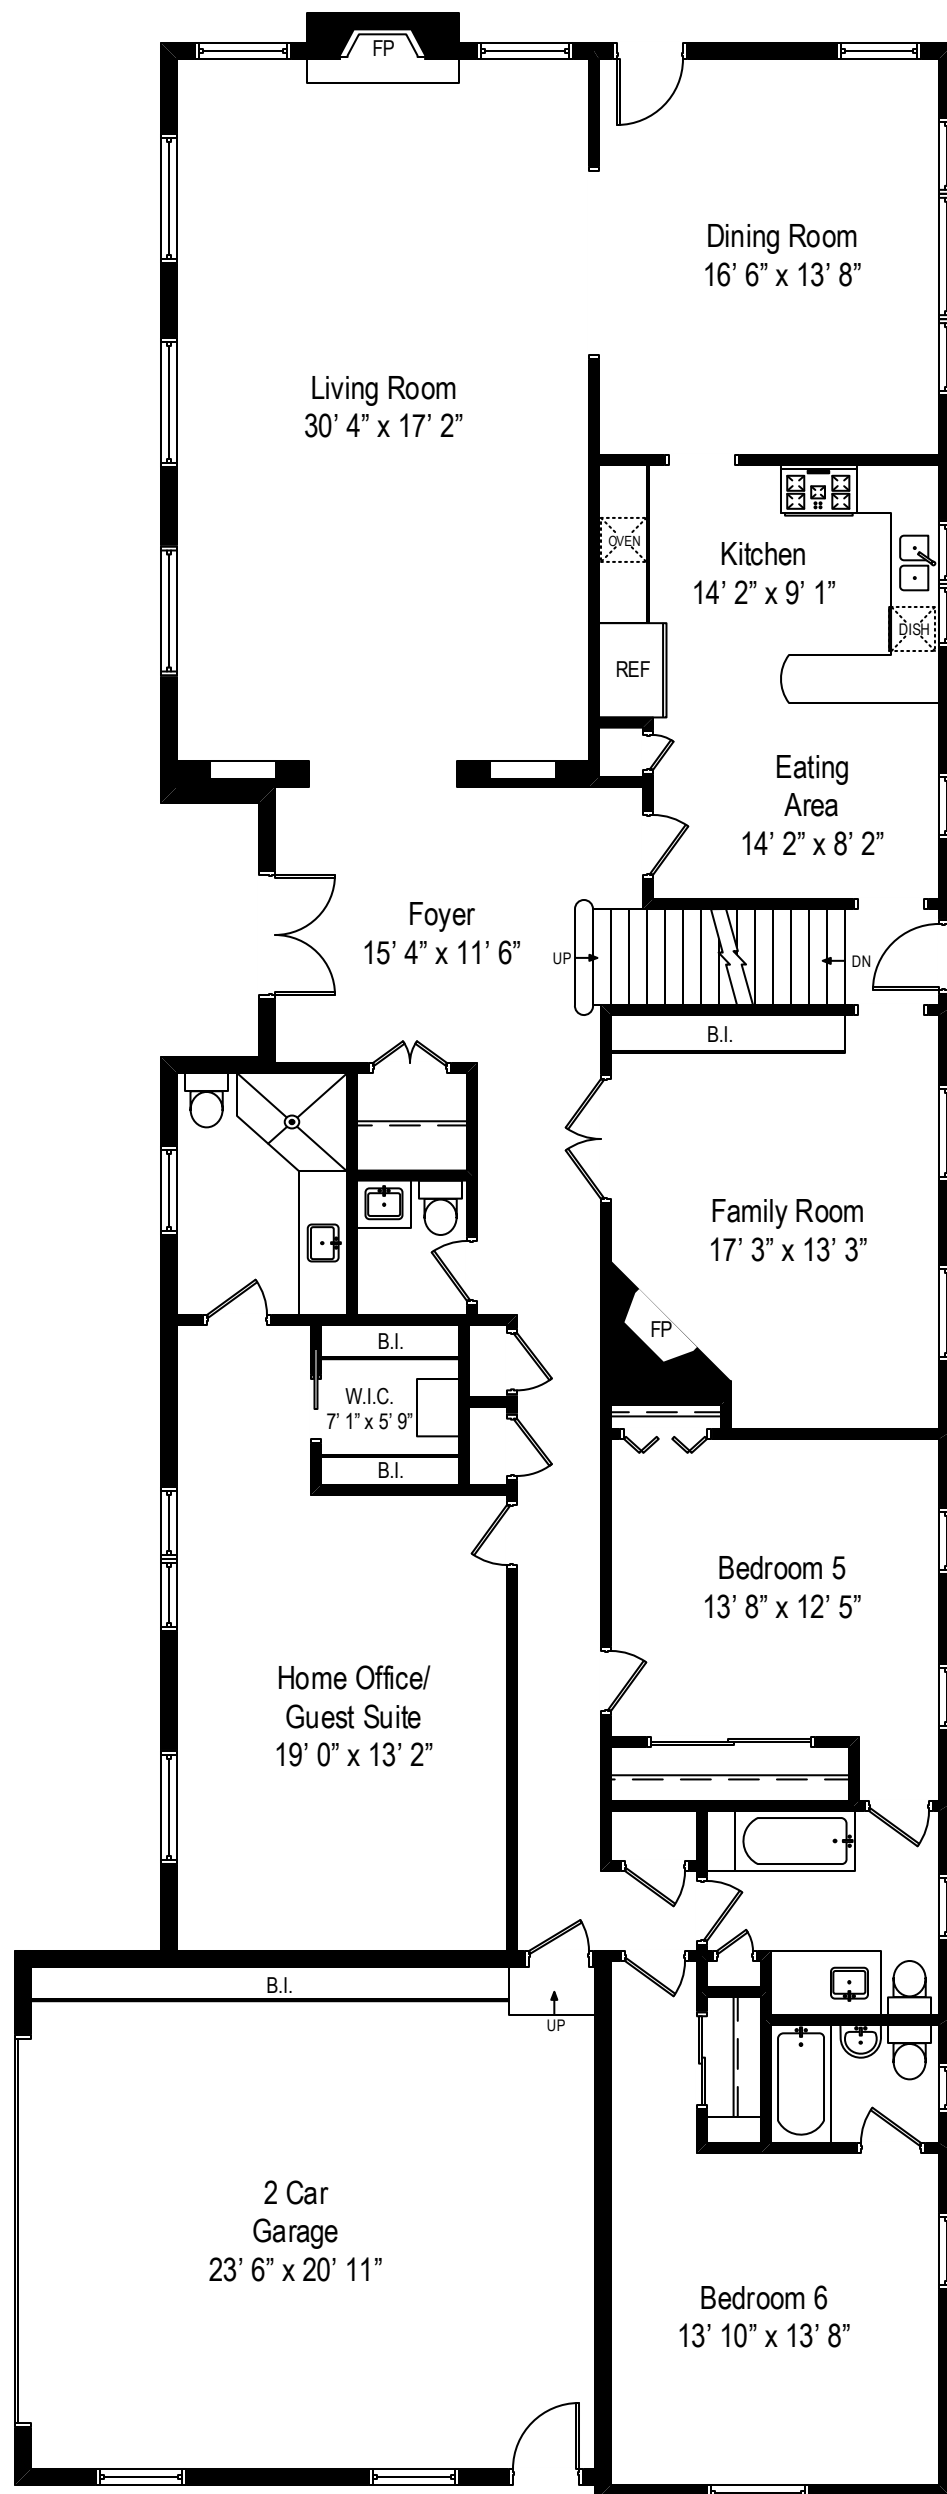 FP
Dining Room
16’ 6” x 13’ 8”
Living Room
30’ 4” x 17’ 2”
OVEN
Kitchen
14’ 2” x 9’ 1”
DISH
REF
Eating
Area
14’ 2” x 8’ 2”
Foyer
15’ 4” x 11’ 6”
UP
DN
B.I.
Family Room
17’ 3” x 13’ 3”
FP
B.I.
W.I.C.
7’ 1” x 5’ 9”
B.I.
Bedroom 5
13’ 8” x 12’ 5”
Home Office/
Guest Suite
19’ 0” x 13’ 2”
B.I.
UP
2 Car
Garage
23’ 6” x 20’ 11”
Bedroom 6
13’ 10” x 13’ 8”